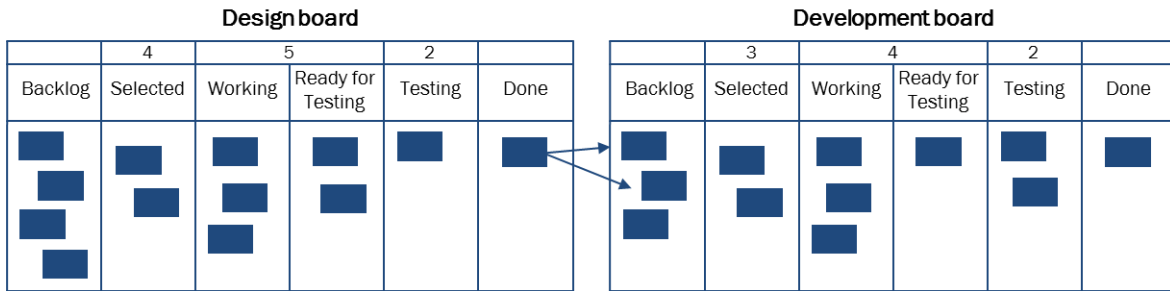 Design board
4 5 2
Backlog Selected Working Ready for Testing Testing Done
Development board
3 4 2
Backlog Selected Working Ready for Testing Testing Done